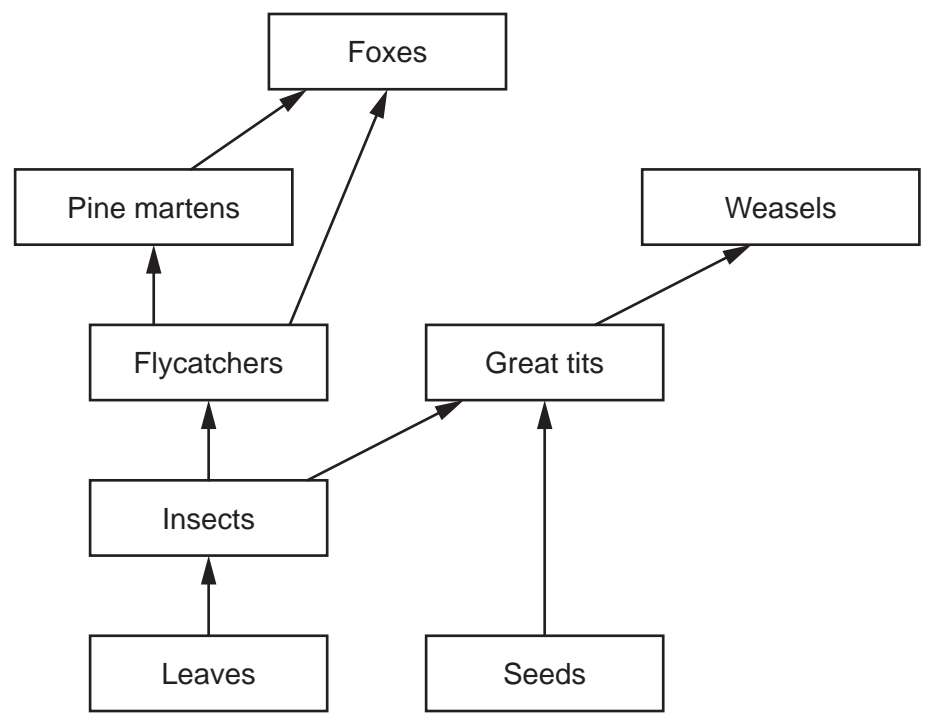 Foxes
Pine martens
Weasels
Flycatchers
Great tits
Insects
Leaves
Seeds